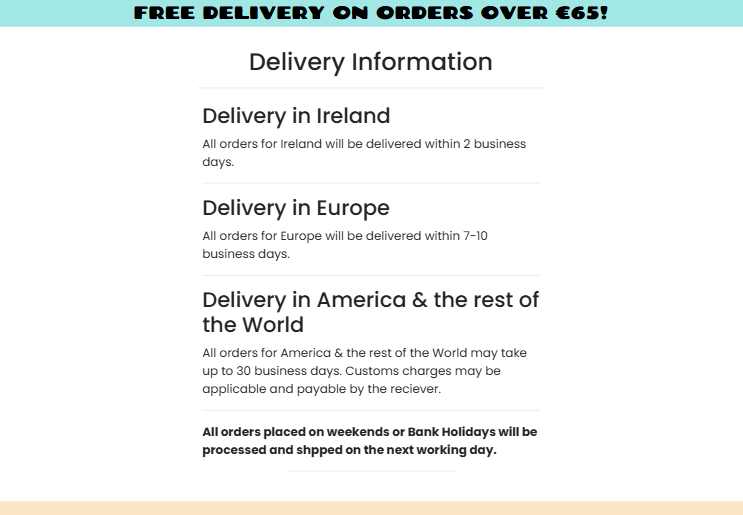 FREE DELIVERY ON ORDERS OVER €65!
Delivery Information
Delivery in Ireland
All orders for Ireland will be delivered within 2 business
days.
Delivery in Europe
All orders for Europe will be delivered within 7-10
business days.
Delivery in America & the rest of
the World
All orders for America & the rest of the World may take
up to 30 business days. Customs charges may be
applicable and payable by the reciever.
All orders placed on weekends or Bank Holidays will be
processed and shpped on the next working day.